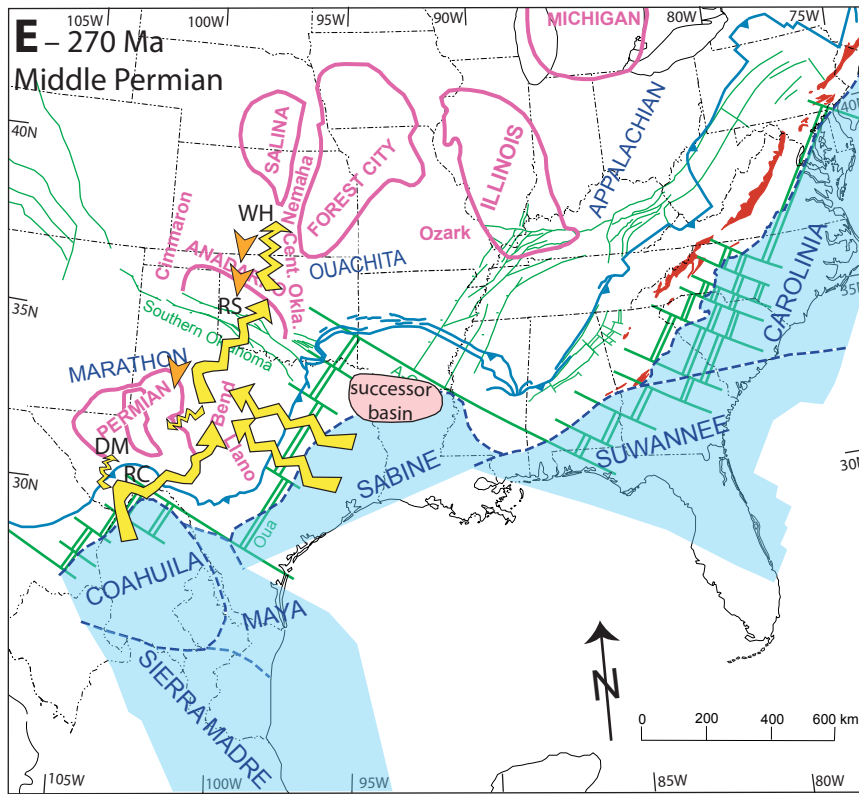 E – 270 Ma
Middle Permian
105W
100W
95W
90W
MICHIGAN
80W
75W
40N
40
SALINA
Nemaha
FOREST CITY
ILLINOIS
APPALACHIAN
WH
Cimmaron
ANADARKO
Cent. Okla.
OUACHITA
Ozark
35N
RS
Southern Oklahoma
CAROLINIA
MARATHON
PERMIAN
Bend
successor
basin
Llano
DM
RC
30N
30N
SABINE
SUWANNEE
Oua
COAHUILA
MAYA
SIERRA MADRE
N
0 200 400 600 km
105W
100W
95W
85W
80W